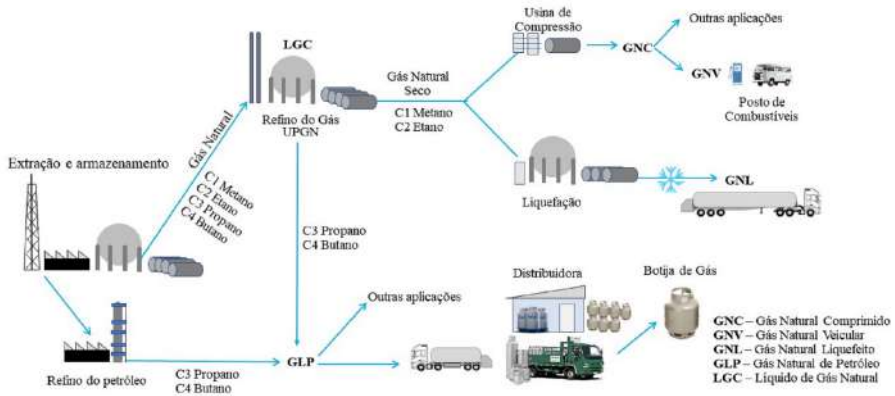 Usina de
Compressão
Outras aplicações
LGC
GNC
Gás Natural
Seco
GNV
C1 Metano
C2 Etano
Posto de
Combustíveis
Refino do Gás
UPGN
Gás Natural
Extração e armazenamento
C1 Metano
C2 Etano
C3 Propano
C4 Butano
GNL
Liquefação
C3 Propano
C4 Butano
Distribuidora
Botija de Gás
Outras aplicações
GNC – Gás Natural Comprimido
GNV – Gás Natural Veicular
GNL – Gás Natural Liquefeito
GLP – Gás Natural de Petróleo
LGC – Líquido de Gás Natural
GLP
Refino do petróleo
C3 Propano
C4 Butano